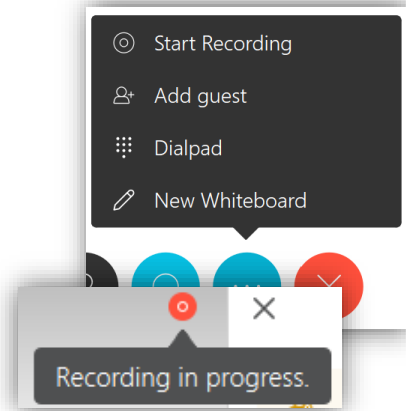 Start Recording
Add guest
Dialpad
New Whiteboard
Recording in progress.